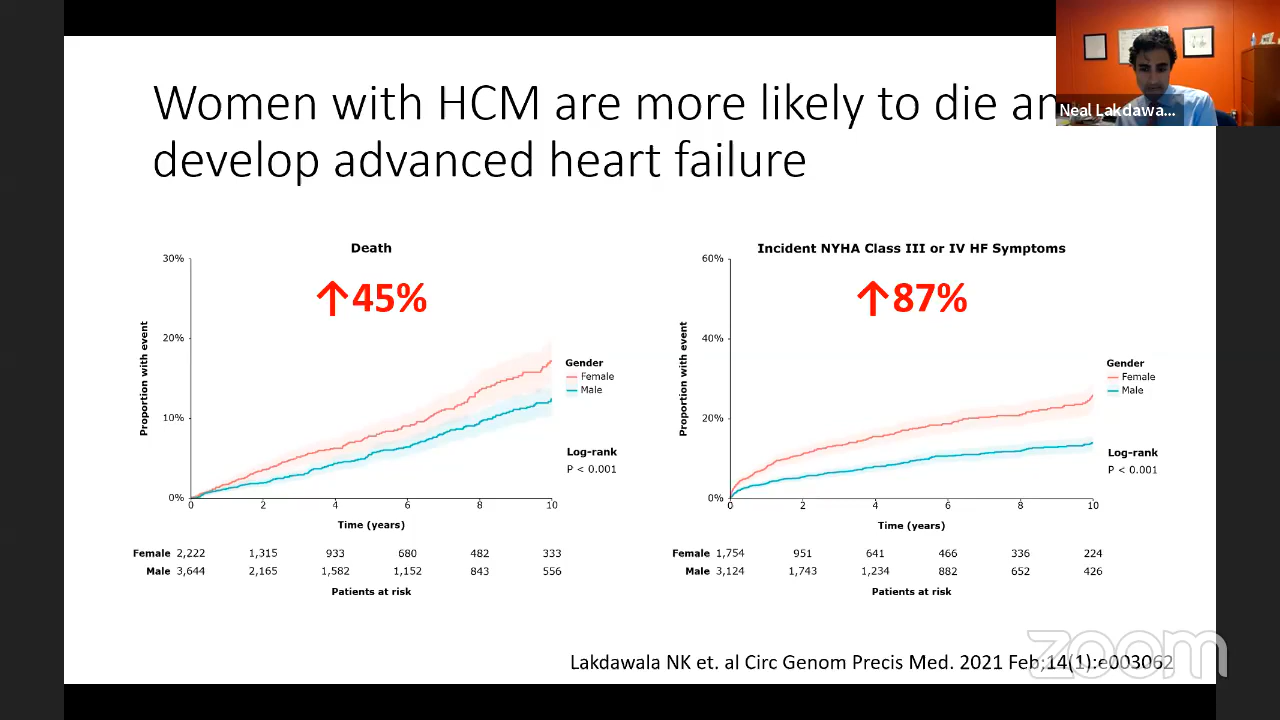 Women with HCM are more likely to die an
develop advanced heart failure
Neal Lakdawa...
Death
↑45%
30%
20%
10%
0%
Proportion with event
0 2 4 6 8 10
Time (years)
Gender
Female
Male
Log-rank
P < 0.001
Female 2,222 1,315 933 680 482 333
Male 3,644 2,165 1,582 1,152 843 556
Patients at risk
Incident NYHA Class III or IV HF Symptoms
↑87%
60%
40%
20%
0%
Proportion with event
0 2 4 6 8 10
Time (years)
Gender
Female
Male
Log-rank
P < 0.001
Female 1,754 951 641 466 336 224
Male 3,124 1,743 1,234 882 652 426
Patients at risk
Lakdawala NK et. al Circ Genom Precis Med. 2021 Feb;14(1):e003062
zoom